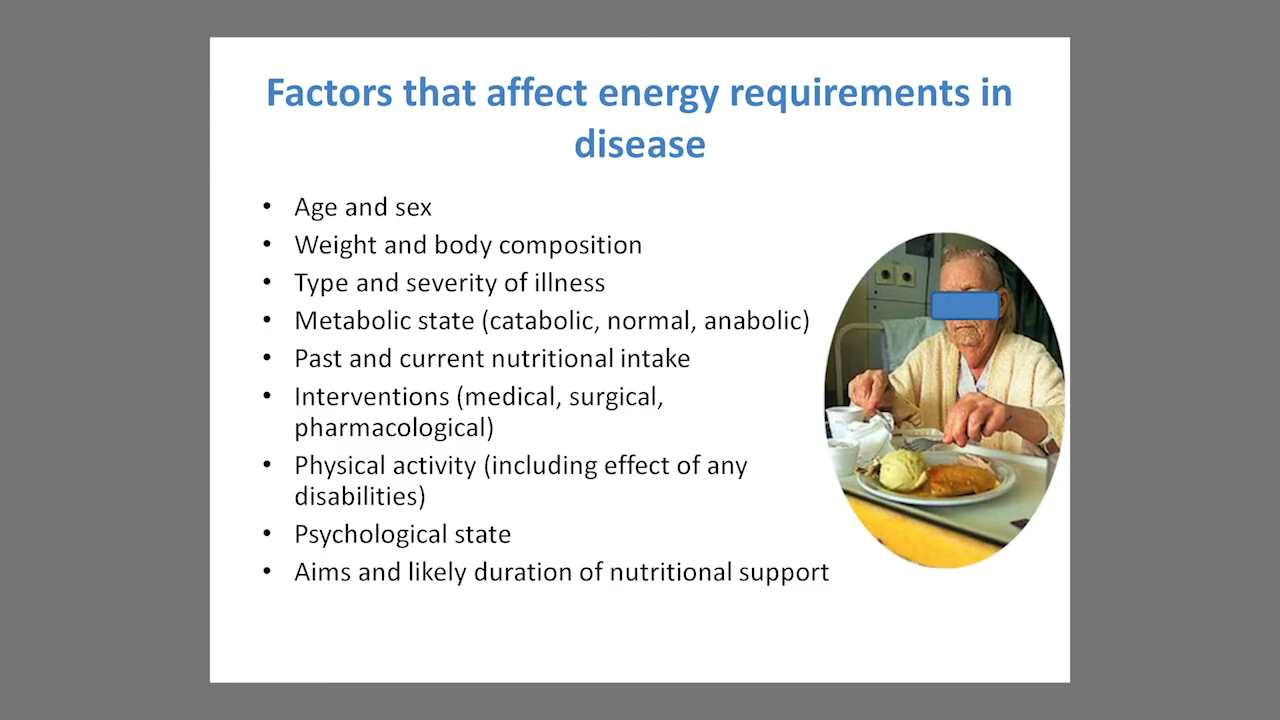 Factors that affect energy requirements in
disease
• Age and sex
• Weight and body composition
• Type and severity of illness
• Metabolic state (catabolic, normal, anabolic)
• Past and current nutritional intake
• Interventions (medical, surgical,
pharmacological)
• Physical activity (including effect of any
disabilities)
• Psychological state
• Aims and likely duration of nutritional support